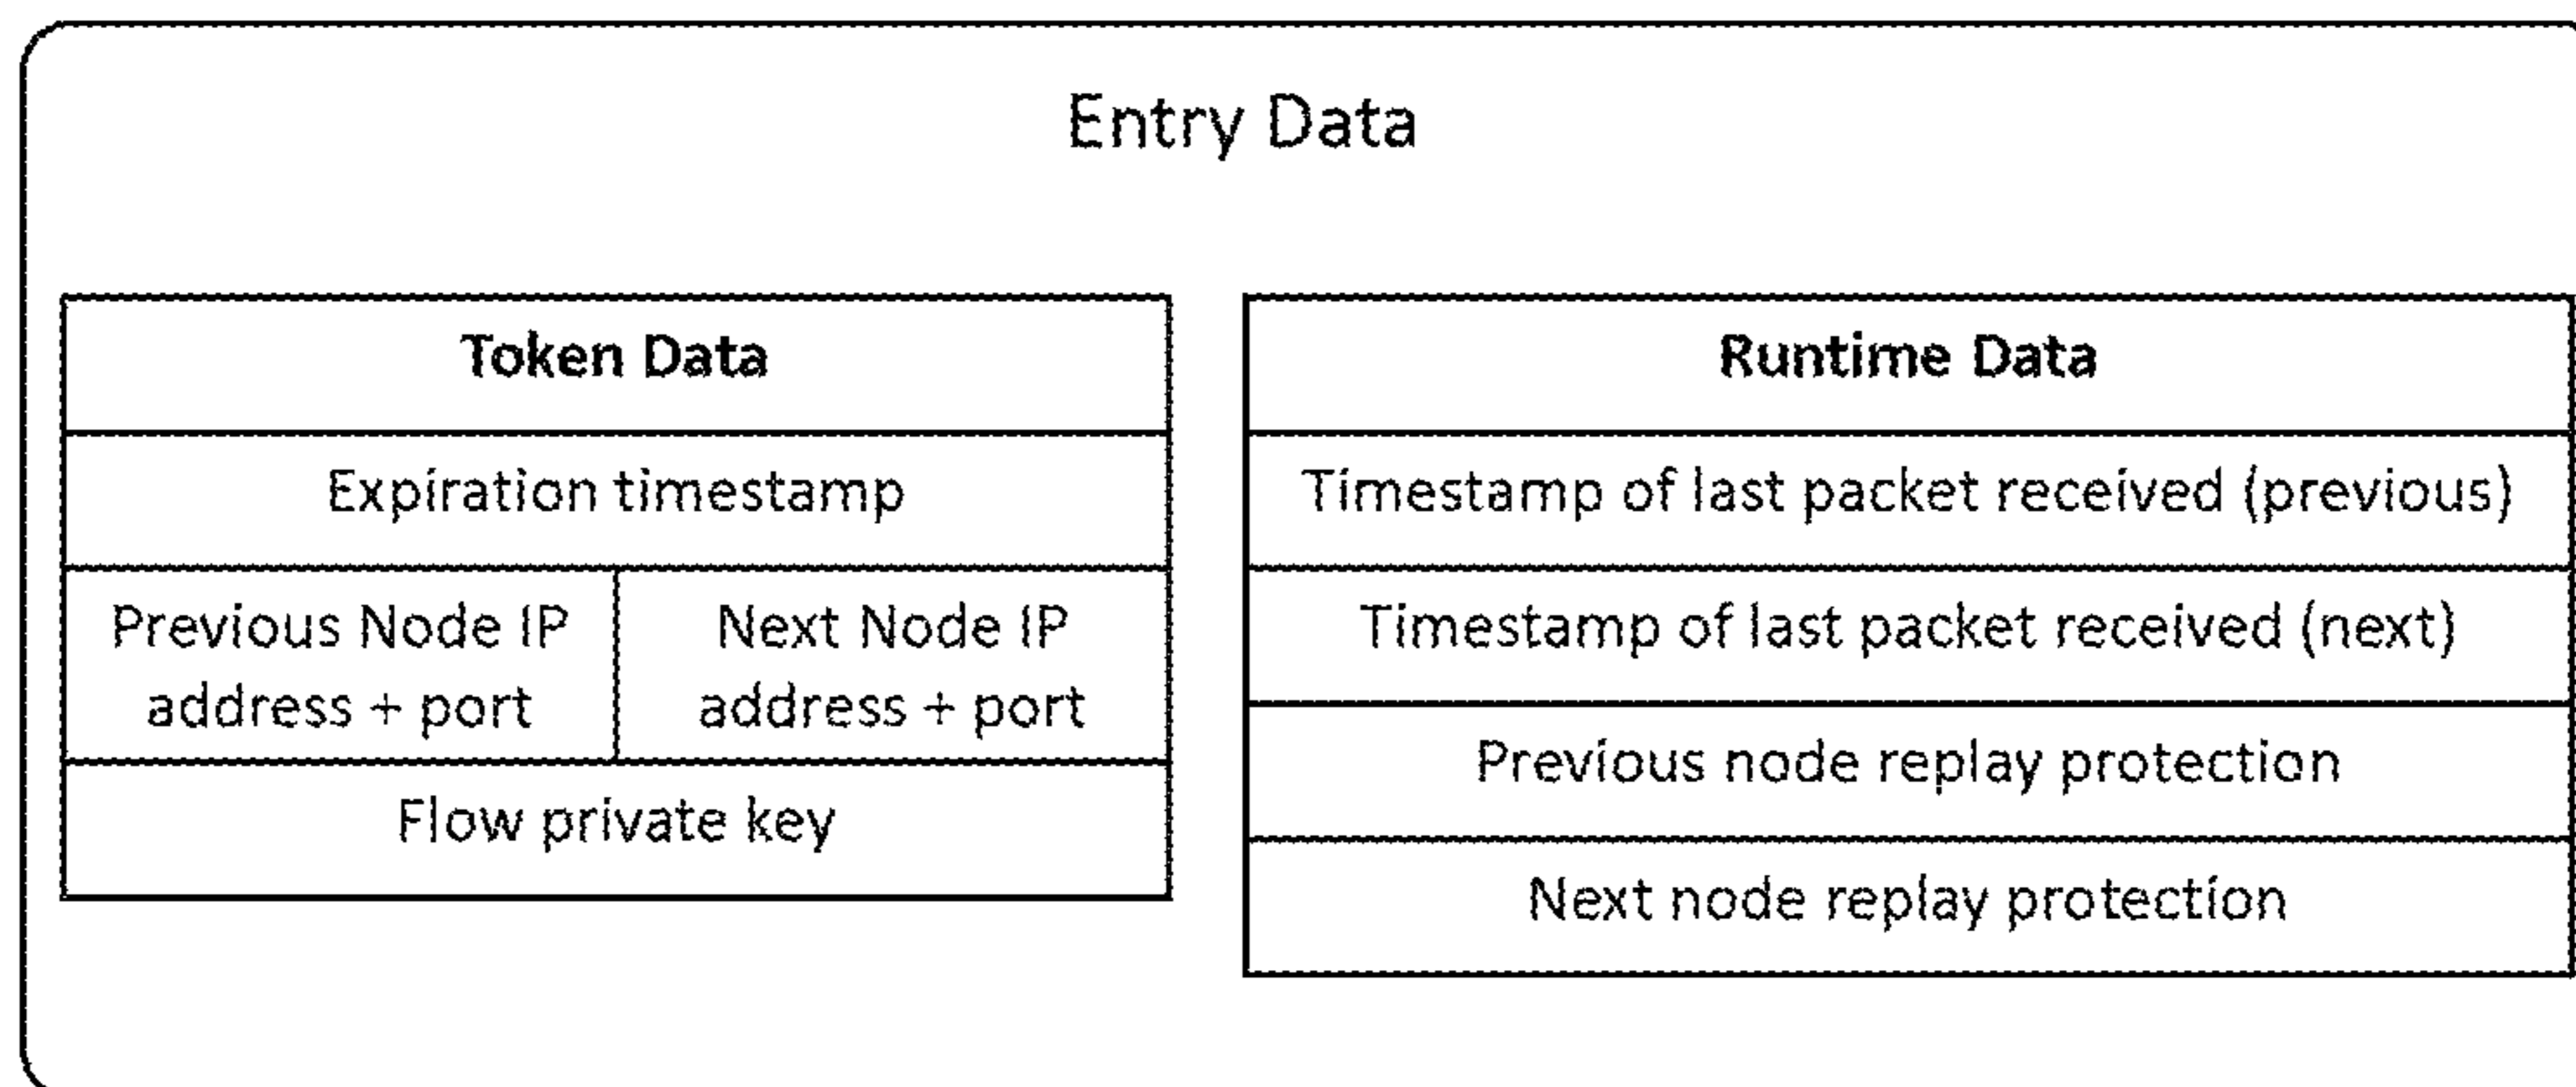 Entry Data
Token Data
Expiration timestamp
Previous Node IP
address + port
Next Node IP
address + port
Flow private key
Runtime Data
Timestamp of last packet received (previous)
Timestamp of last packet received (next)
Previous node replay protection
Next node replay protection